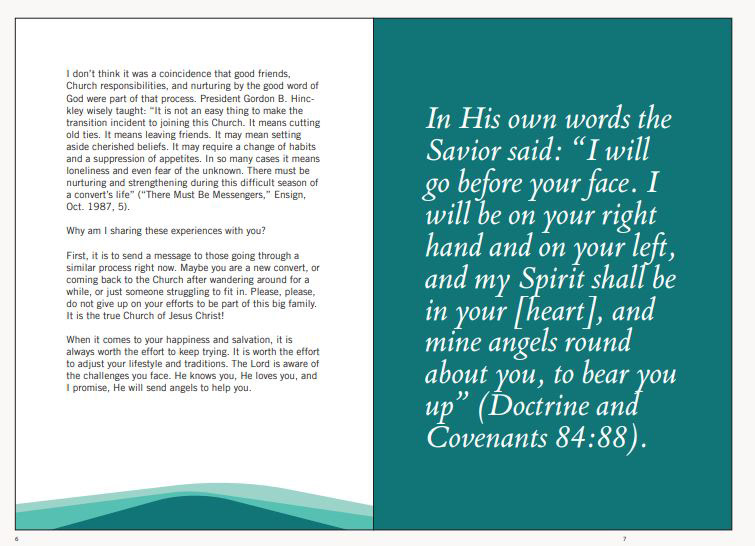 I don't think it was a coincidence that good friends,
Church responsibilities, and nurturing by the good word of
God were part of that process. President Gordon B. Hinc-
kley wisely taught: “It is not an easy thing to make the
transition incident to joining this Church. It means cutting
old ties. It means leaving friends. It may mean setting
aside cherished beliefs. It may require a change of habits
and a suppression of appetites. In so many cases it means
loneliness and even fear of the unknown. There must be
nurturing and strengthening during this difficult season of
a convert's life” (“There Must Be Messengers,” Ensign,
Oct. 1987, 5).
Why am I sharing these experiences with you?
First, it is to send a message to those going through a
similar process right now. Maybe you are a new convert, or
coming back to the Church after wandering around for a
while, or just someone struggling to fit in. Please, please,
do not give up on your efforts to be part of this big family.
It is the true Church of Jesus Christ!
When it comes to your happiness and salvation, it is
always worth the effort to keep trying. It is worth the effort
to adjust your lifestyle and traditions. The Lord is aware of
the challenges you face. He knows you, He loves you, and
I promise, He will send angels to help you.
6
In His own words the
Savior said: “I will
go before your face. I
will be on your right
hand and on your left,
and my Spirit shall be
in your [heart], and
mine angels round
about you, to bear you
up” (Doctrine and
Covenants 84:88).
7